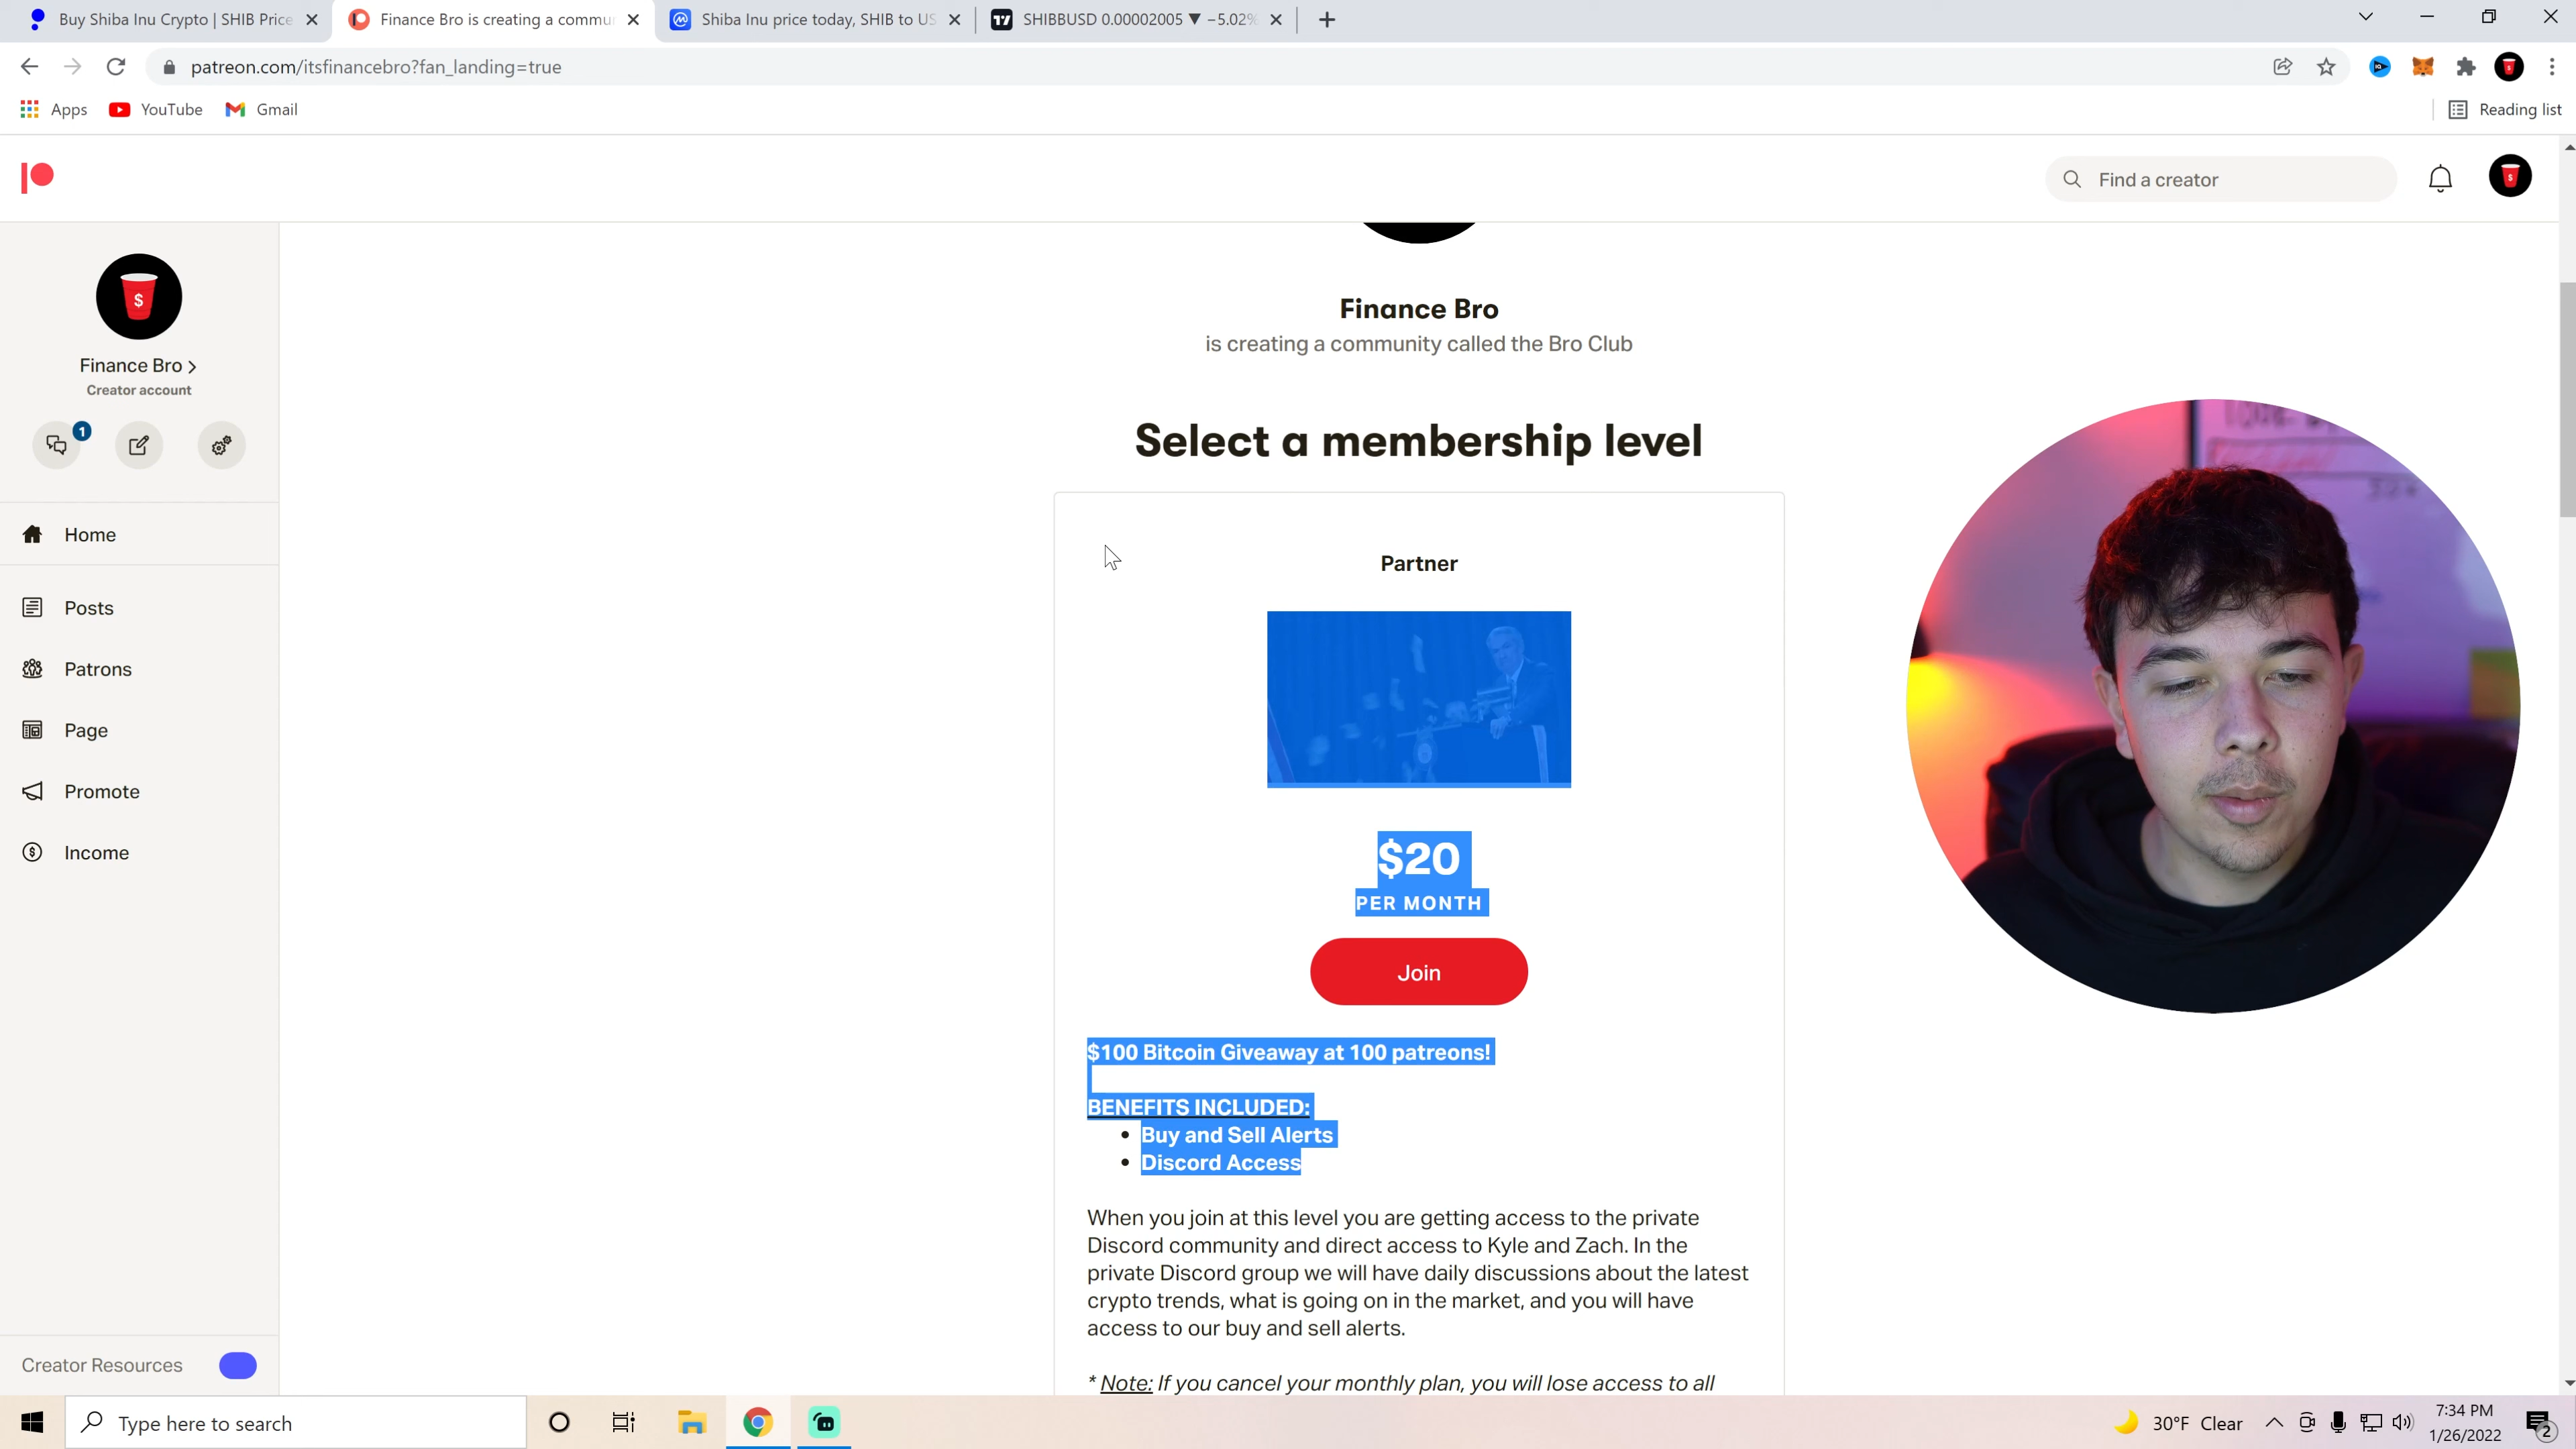 Buy Shiba Inu Crypto | SHIB Price
Finance Bro is creating a commu
Shiba Inu price today, SHIB to US
SHIBBUSD 0.00002005 ▼ −5.02%
patreon.com/itsfinancebro?fan_landing=true
Apps
YouTube
Gmail
Reading list
Find a creator
Finance Bro
Creator account
1
Home
Posts
Patrons
Page
Promote
Income
Creator Resources
Finance Bro
is creating a community called the Bro Club
Select a membership level
Partner
$20
PER MONTH
Join
$100 Bitcoin Giveaway at 100 patreons!
BENEFITS INCLUDED:
• Buy and Sell Alerts
• Discord Access
When you join at this level you are getting access to the private
Discord community and direct access to Kyle and Zach. In the
private Discord group we will have daily discussions about the latest
crypto trends, what is going on in the market, and you will have
access to our buy and sell alerts.
* Note: If you cancel your monthly plan, you will lose access to all
Type here to search
30°F Clear
7:34 PM
1/26/2022
2